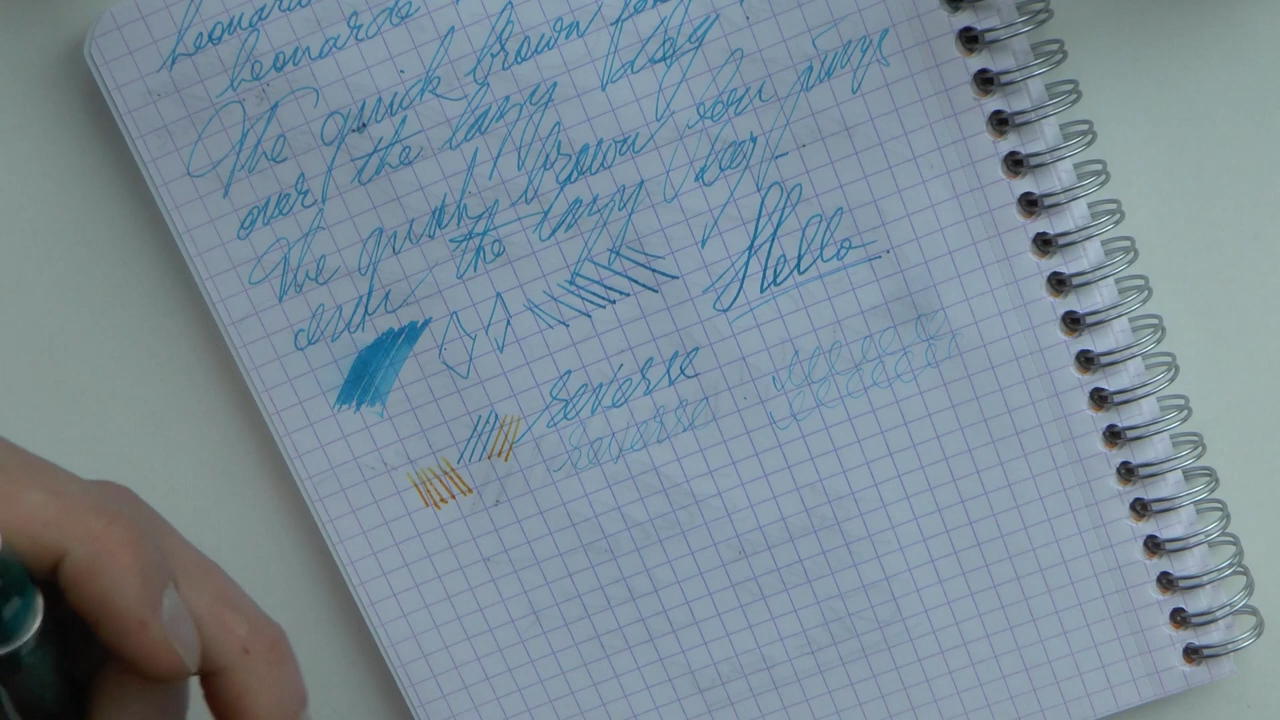 Leonardo
Leonardo
The quick brown fox
over the lazy dog
The quick brown fox jumps
over the lazy dog.
Hello
Reverse
reverse